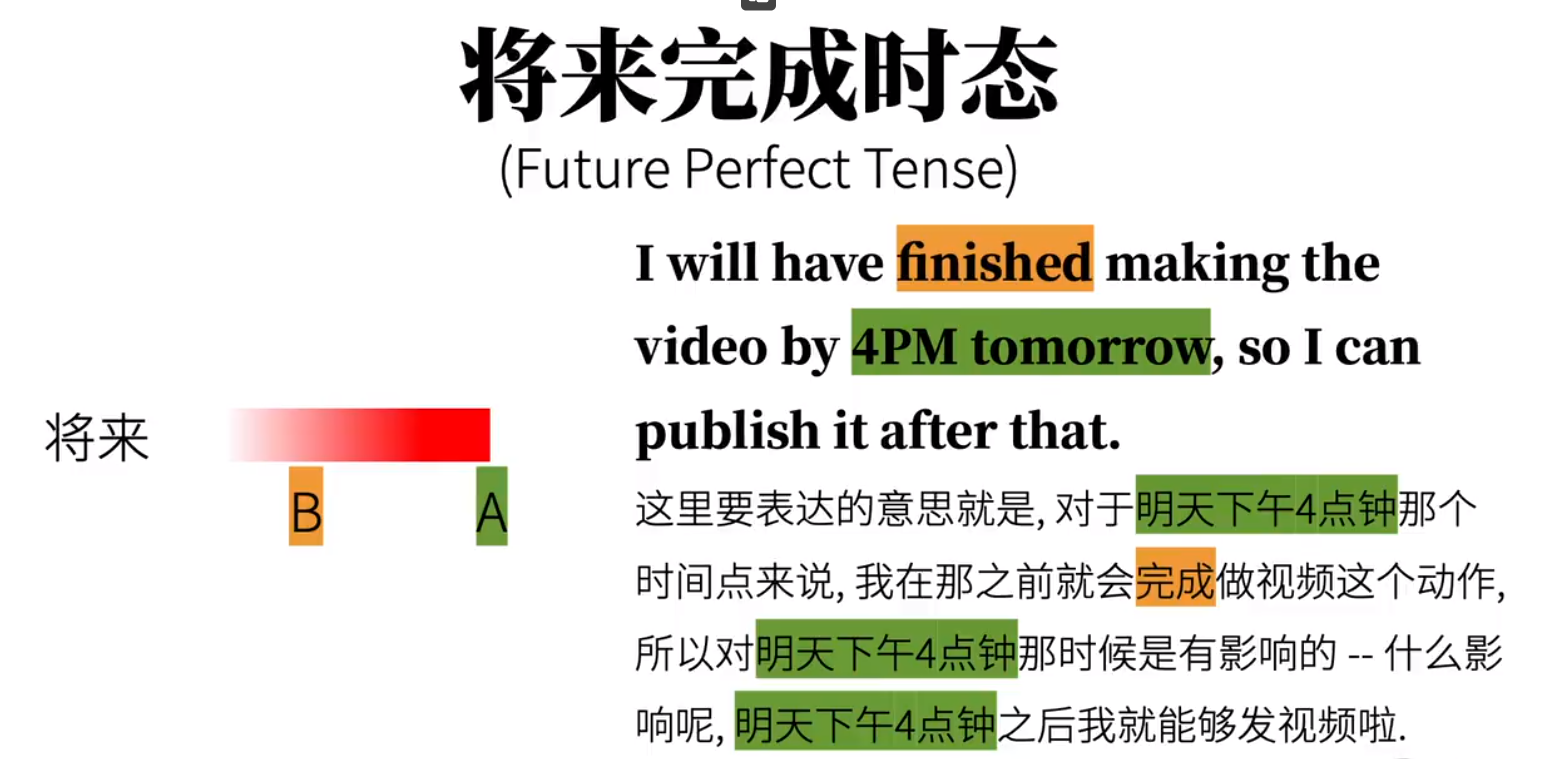 将来完成时态
(Future Perfect Tense)
I will have finished making the
video by 4PM tomorrow, so I can
publish it after that.
将来
B
A
这里要表达的意思就是, 对于明天下午4点钟那个
时间点来说, 我在那之前就会完成做视频这个动作,
所以对明天下午4点钟那时候是有影响的 -- 什么影
响呢, 明天下午4点钟之后我就能够发视频啦.